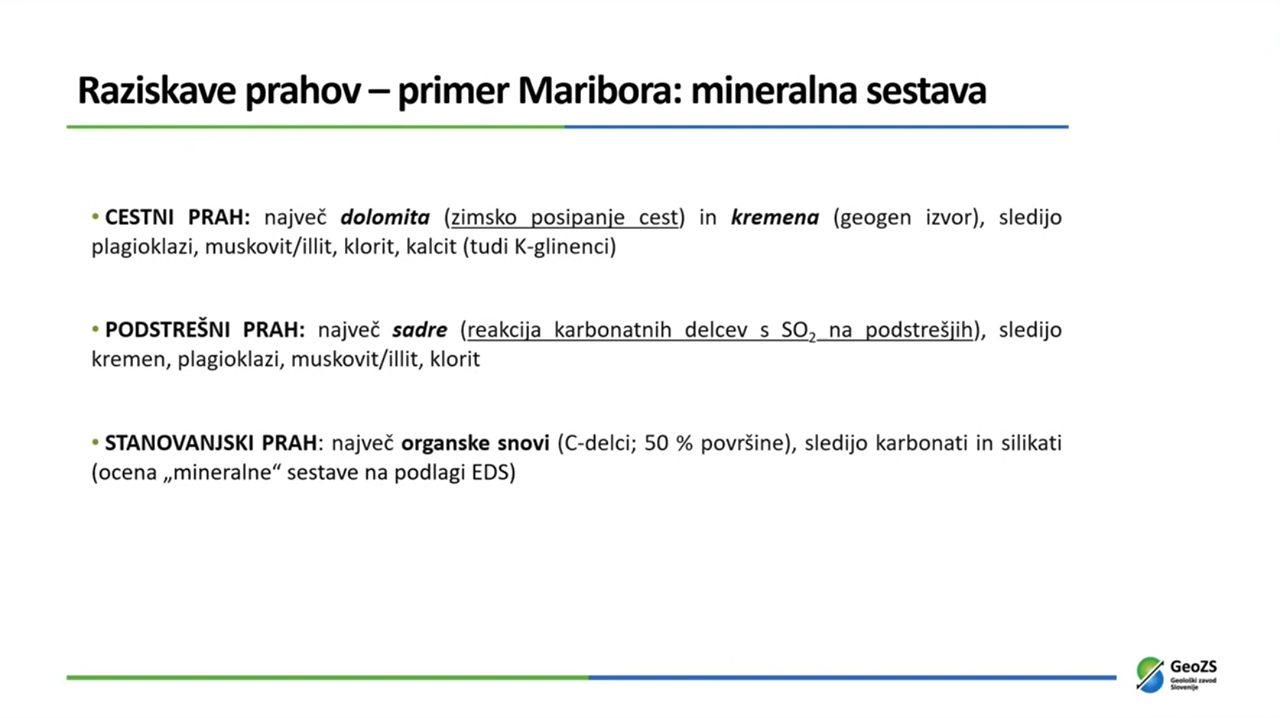 Raziskave prahov – primer Maribora: mineralna sestava
• CESTNI PRAH: največ dolomita (zimsko posipanje cest) in kremena (geogen izvor), sledijo
plagioklazi, muskovit/illit, klorit, kalcit (tudi K-glinenci)
• PODSTREŠNI PRAH: največ sadre (reakcija karbonatnih delcev s SO₂ na podstrešjih), sledijo
kremen, plagioklazi, muskovit/illit, klorit
• STANOVANJSKI PRAH: največ organske snovi (C-delci; 50 % površine), sledijo karbonati in silikati
(ocena „mineralne“ sestave na podlagi EDS)
GeoZS
Geološki zavod
Slovenije